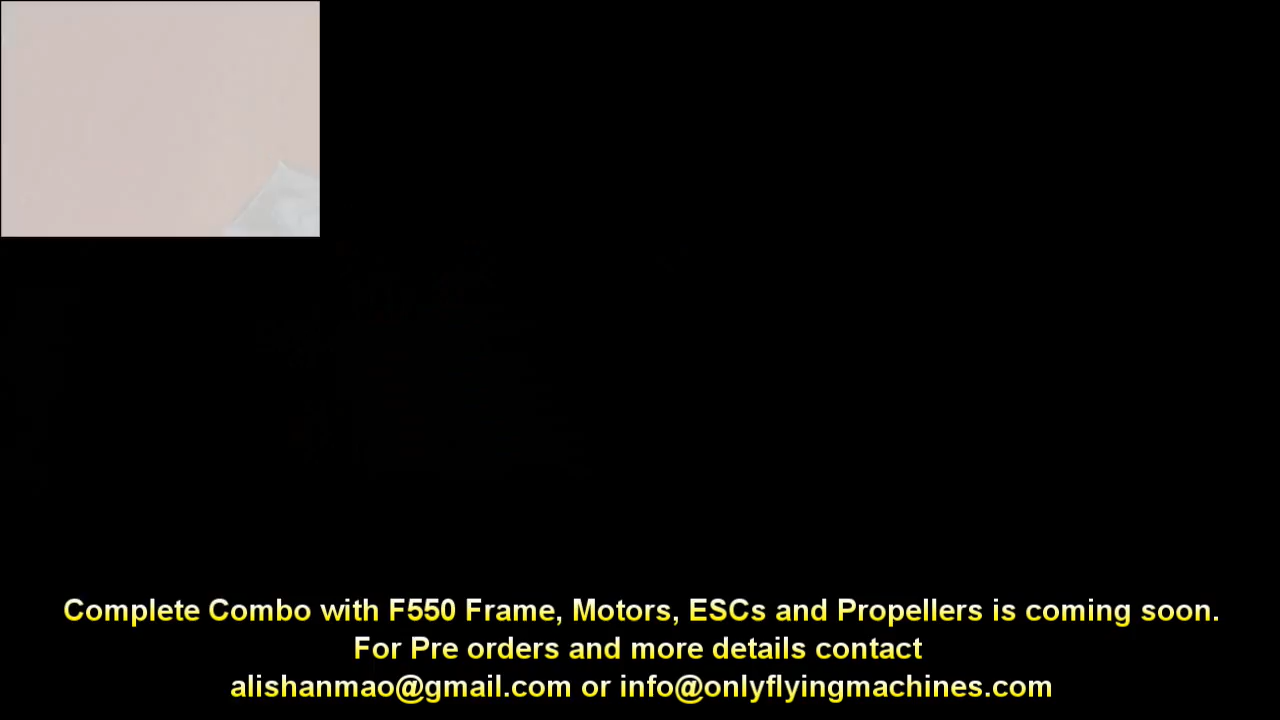 Complete Combo with F550 Frame, Motors, ESCs and Propellers is coming soon.
For Pre orders and more details contact
alishanmao@gmail.com or info@onlyflyingmachines.com